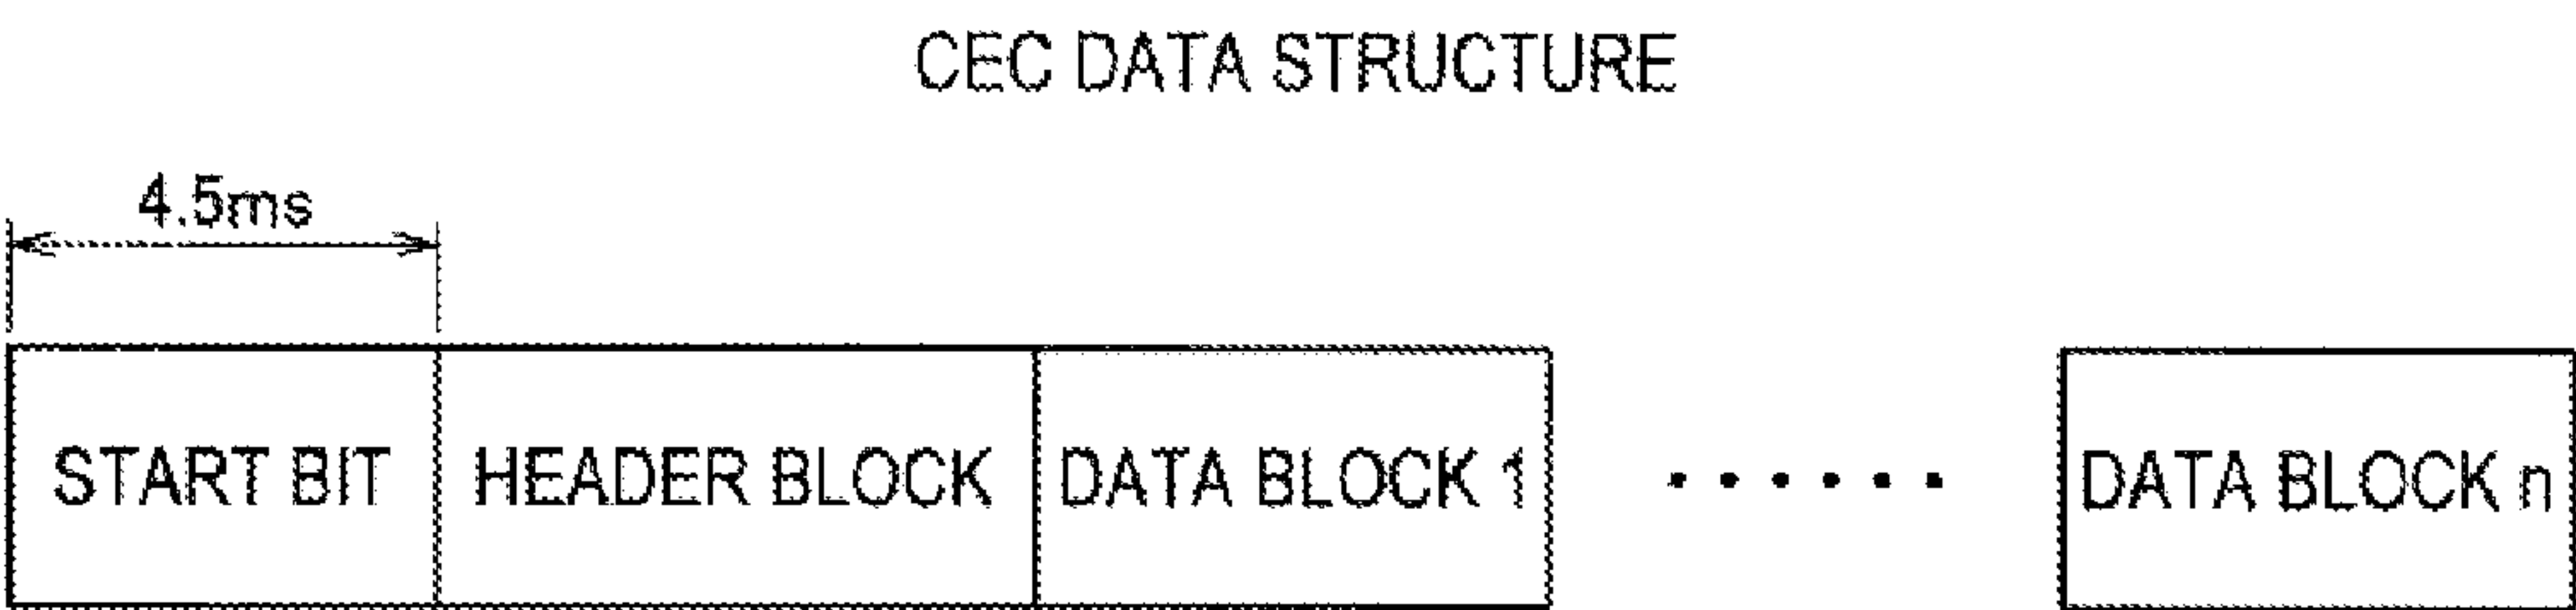 CEC DATA STRUCTURE
4.5ms
START BIT HEADER BLOCK DATA BLOCK 1 ...... DATA BLOCK n